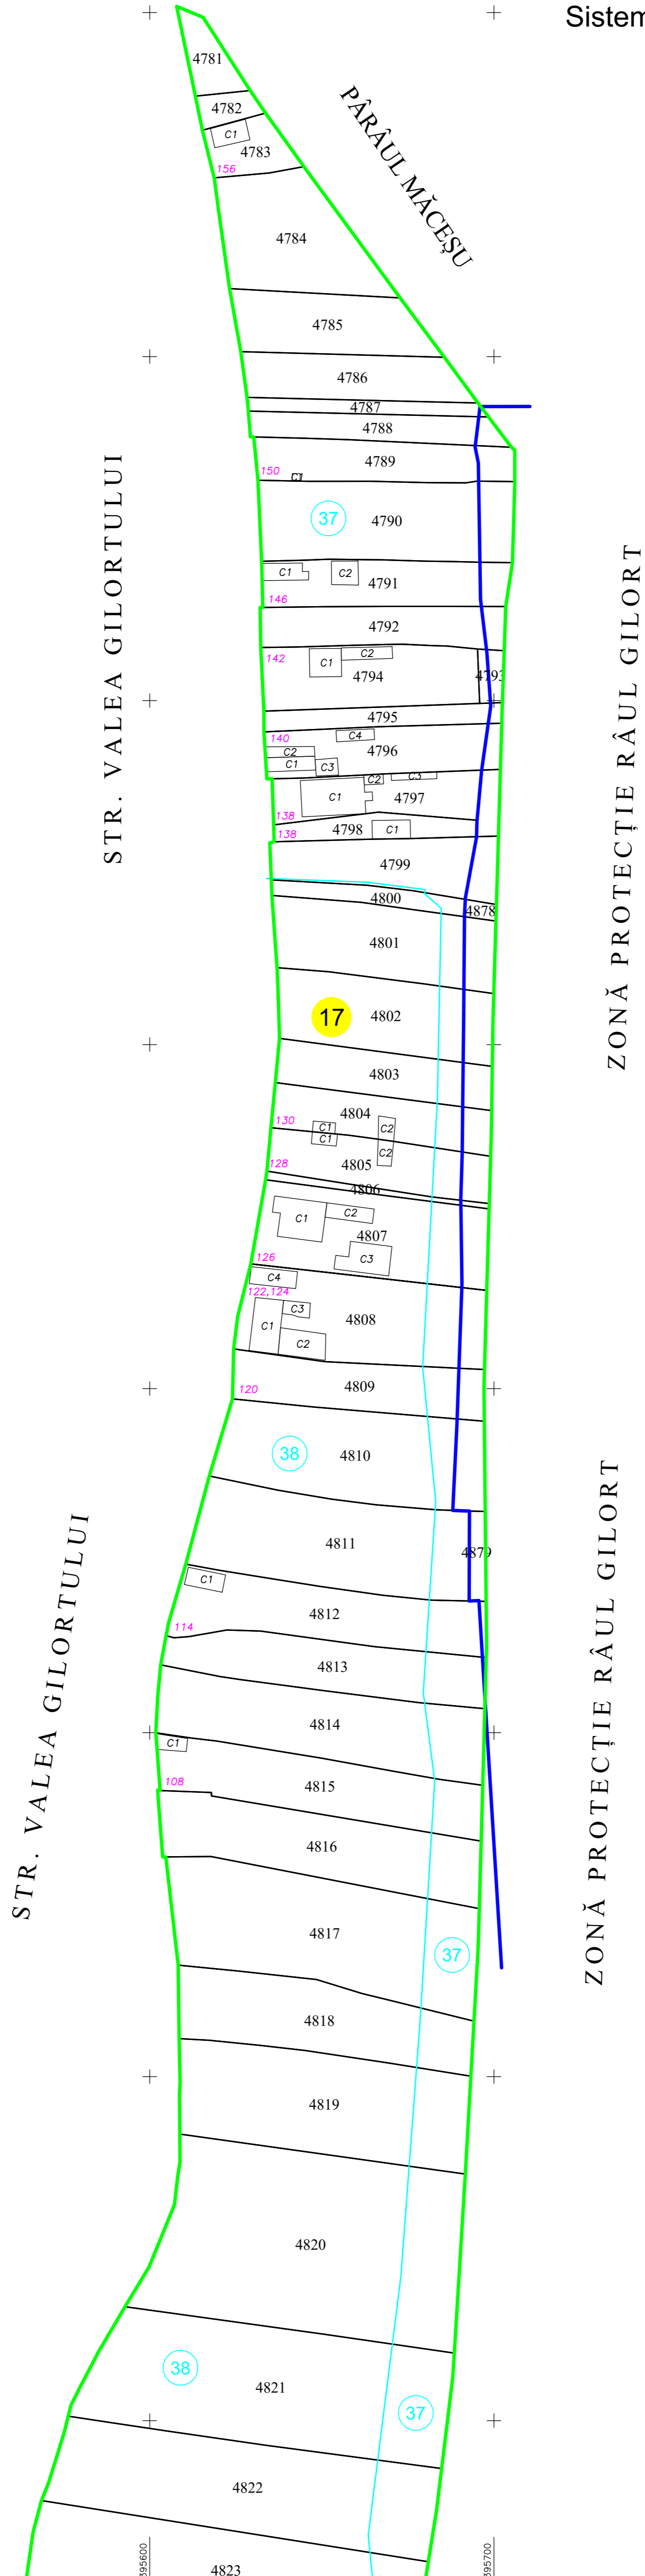 Sistem
4781
4782
C1
4783
156
PÂRÂUL MĂCEȘU
4784
4785
4786
4787
4788
4789
150
C1
37
4790
STR. VALEA GILORTULUI
ZONĂ PROTECȚIE RÂUL GILORT
C1
C2
4791
146
4792
142
C2
C1
4794
4793
4795
140
C4
4796
C2
C1
C3
C2
C3
C1
4797
138
4798
C1
138
4799
4800
4878
4801
17
4802
4803
4804
130
C1
C2
C1
C2
4805
128
4806
C1
C2
4807
126
C3
C4
122,124
C3
C1
4808
C2
4809
120
38
4810
STR. VALEA GILORTULUI
ZONĂ PROTECȚIE RÂUL GILORT
4811
4879
C1
4812
114
4813
4814
C1
108
4815
4816
4817
37
4818
4819
4820
38
4821
37
4822
395600
395700
4823